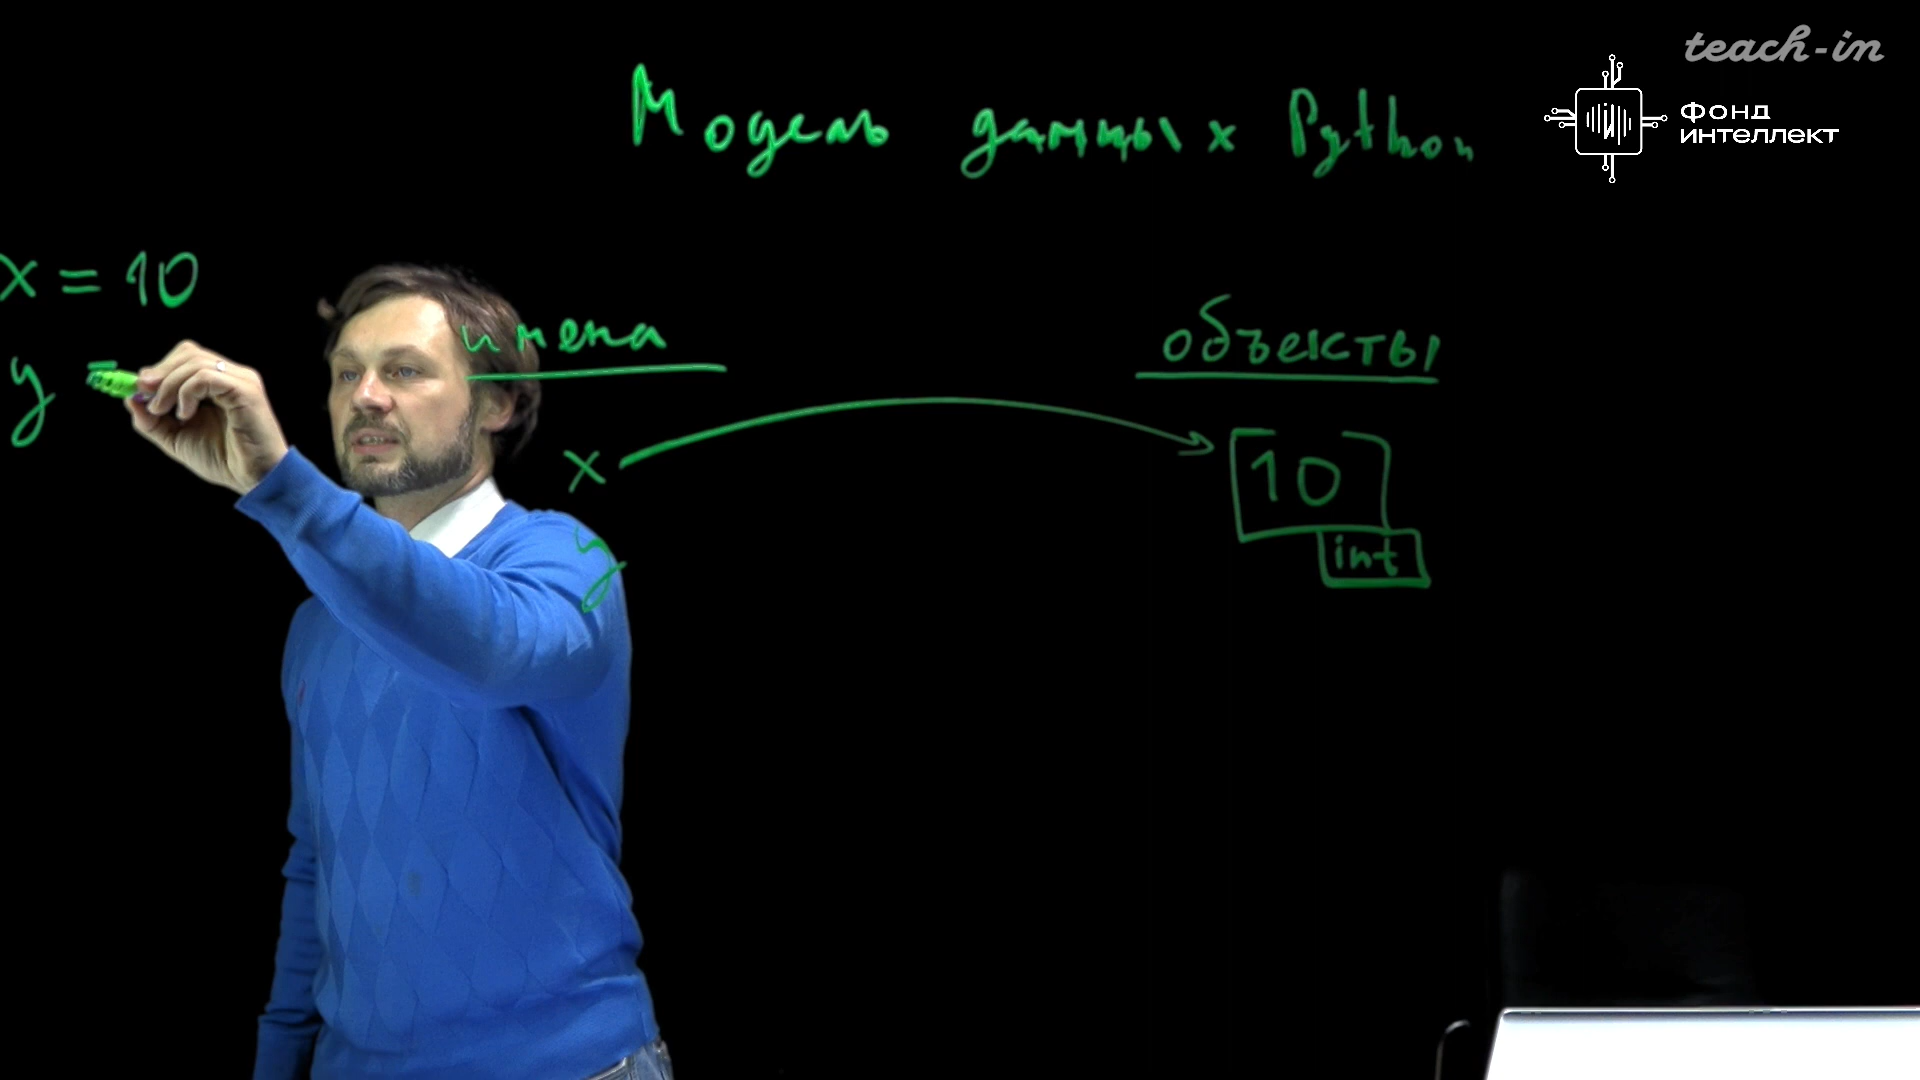 teach-in
Модель данных Python
фонд
интеллект
x = 10
y =
имена
объекты
x
10
int
y